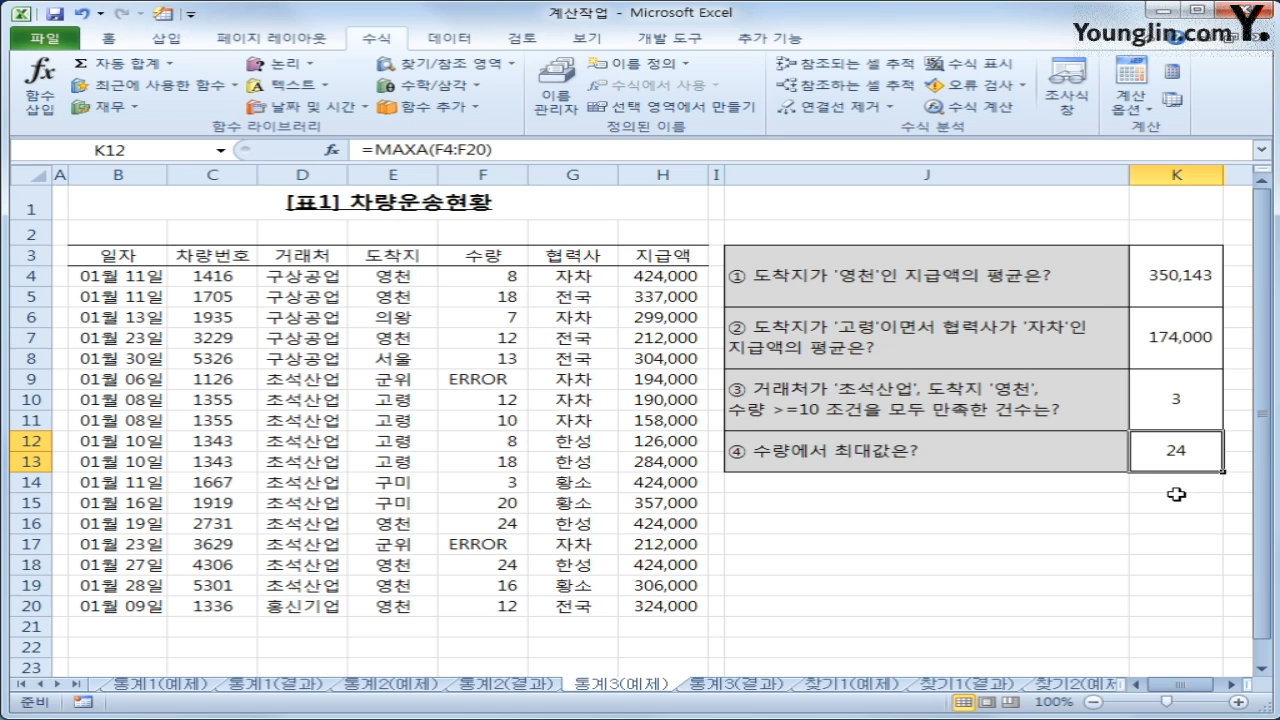 계산작업 - Microsoft Excel
YoungJin.com Y.
파일 홈 삽입 페이지 레이아웃 수식 데이터 검토 보기 개발 도구 추가 기능
fx 함수 삽입
Σ 자동 합계
최근에 사용한 함수
재무
논리
텍스트
날짜 및 시간
찾기/참조 영역
수학/삼각
함수 추가
함수 라이브러리
이름 관리자
이름 정의
수식에서 사용
선택 영역에서 만들기
정의된 이름
참조되는 셀 추적
참조하는 셀 추적
연결선 제거
수식 표시
오류 검사
수식 계산
수식 분석
조사식 창
계산 옵션
계산
K12 fx =MAXA(F4:F20)
A B C D E F G H I J K
1 [표1] 차량운송현황
2
3 일자 차량번호 거래처 도착지 수량 협력사 지급액
4 01월 11일 1416 구상공업 영천 8 자차 424,000
5 01월 11일 1705 구상공업 영천 18 전국 337,000
6 01월 13일 1935 구상공업 의왕 7 자차 299,000
7 01월 23일 3229 구상공업 영천 12 전국 212,000
8 01월 30일 5326 구상공업 서울 13 전국 304,000
9 01월 06일 1126 초석산업 군위 ERROR 자차 194,000
10 01월 08일 1355 초석산업 고령 12 자차 190,000
11 01월 08일 1355 초석산업 고령 10 자차 158,000
12 01월 10일 1343 초석산업 고령 8 한성 126,000
13 01월 10일 1343 초석산업 고령 18 한성 284,000
14 01월 11일 1667 초석산업 구미 3 황소 424,000
15 01월 16일 1919 초석산업 구미 20 황소 357,000
16 01월 19일 2731 초석산업 영천 24 한성 424,000
17 01월 23일 3629 초석산업 군위 ERROR 자차 212,000
18 01월 27일 4306 초석산업 영천 24 한성 424,000
19 01월 28일 5301 초석산업 영천 16 황소 306,000
20 01월 09일 1336 홍신기업 영천 12 전국 324,000
21
22
23
① 도착지가 '영천'인 지급액의 평균은? 350,143
② 도착지가 '고령'이면서 협력사가 '자차'인
지급액의 평균은? 174,000
③ 거래처가 '초석산업', 도착지 '영천',
수량 >=10 조건을 모두 만족한 건수는? 3
④ 수량에서 최대값은? 24
통계1(예제) 통계1(결과) 통계2(예제) 통계2(결과) 통계3(예제) 통계3(결과) 찾기1(예제) 찾기1(결과) 찾기2(예제
준비 100%